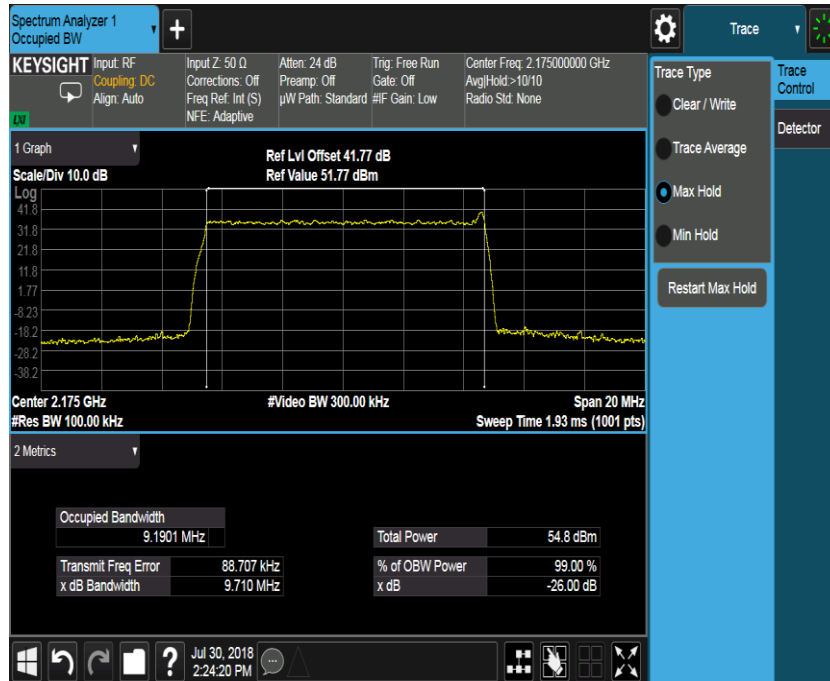 Spectrum Analyzer 1
Occupied BW
+
Trace
KEYSIGHT
Input: RF
Coupling: DC
Align: Auto
Input Z: 50 Ω
Corrections: Off
Freq Ref: Int (S)
NFE: Adaptive
Atten: 24 dB
Preamp: Off
µW Path: Standard
Trig: Free Run
Gate: Off
#IF Gain: Low
Center Freq: 2.175000000 GHz
Avg|Hold:>10/10
Radio Std: None
LXI
Trace Type
Clear / Write
Trace Average
Max Hold
Min Hold
Restart Max Hold
Trace
Control
Detector
1 Graph
Scale/Div 10.0 dB
Ref Lvl Offset 41.77 dB
Ref Value 51.77 dBm
Log
41.8
31.8
21.8
11.8
1.77
-8.23
-18.2
-28.2
-38.2
Center 2.175 GHz
#Video BW 300.00 kHz
Span 20 MHz
#Res BW 100.00 kHz
Sweep Time 1.93 ms (1001 pts)
2 Metrics
Occupied Bandwidth
9.1901 MHz
Total Power 54.8 dBm
Transmit Freq Error 88.707 kHz
% of OBW Power 99.00 %
x dB Bandwidth 9.710 MHz
x dB -26.00 dB
?
Jul 30, 2018
2:24:20 PM